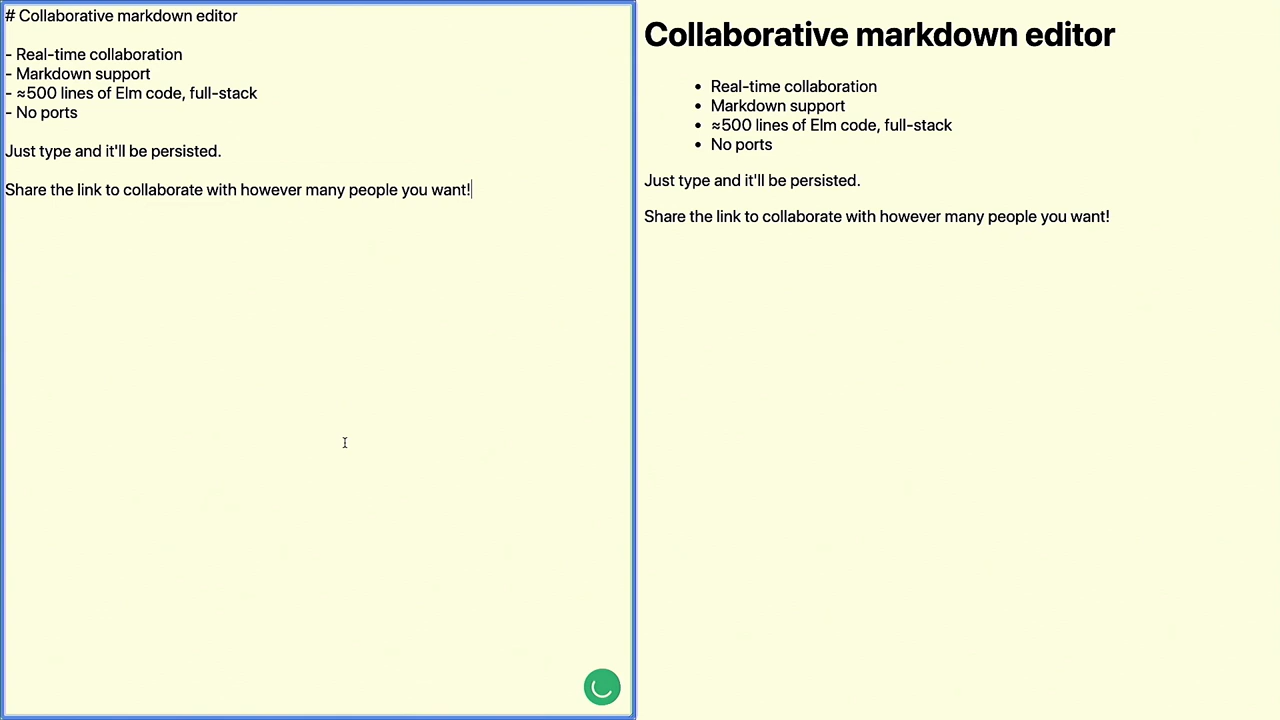 # Collaborative markdown editor
- Real-time collaboration
- Markdown support
- ≈500 lines of Elm code, full-stack
- No ports
Just type and it'll be persisted.
Share the link to collaborate with however many people you want!
Collaborative markdown editor
• Real-time collaboration
• Markdown support
• ≈500 lines of Elm code, full-stack
• No ports
Just type and it'll be persisted.
Share the link to collaborate with however many people you want!